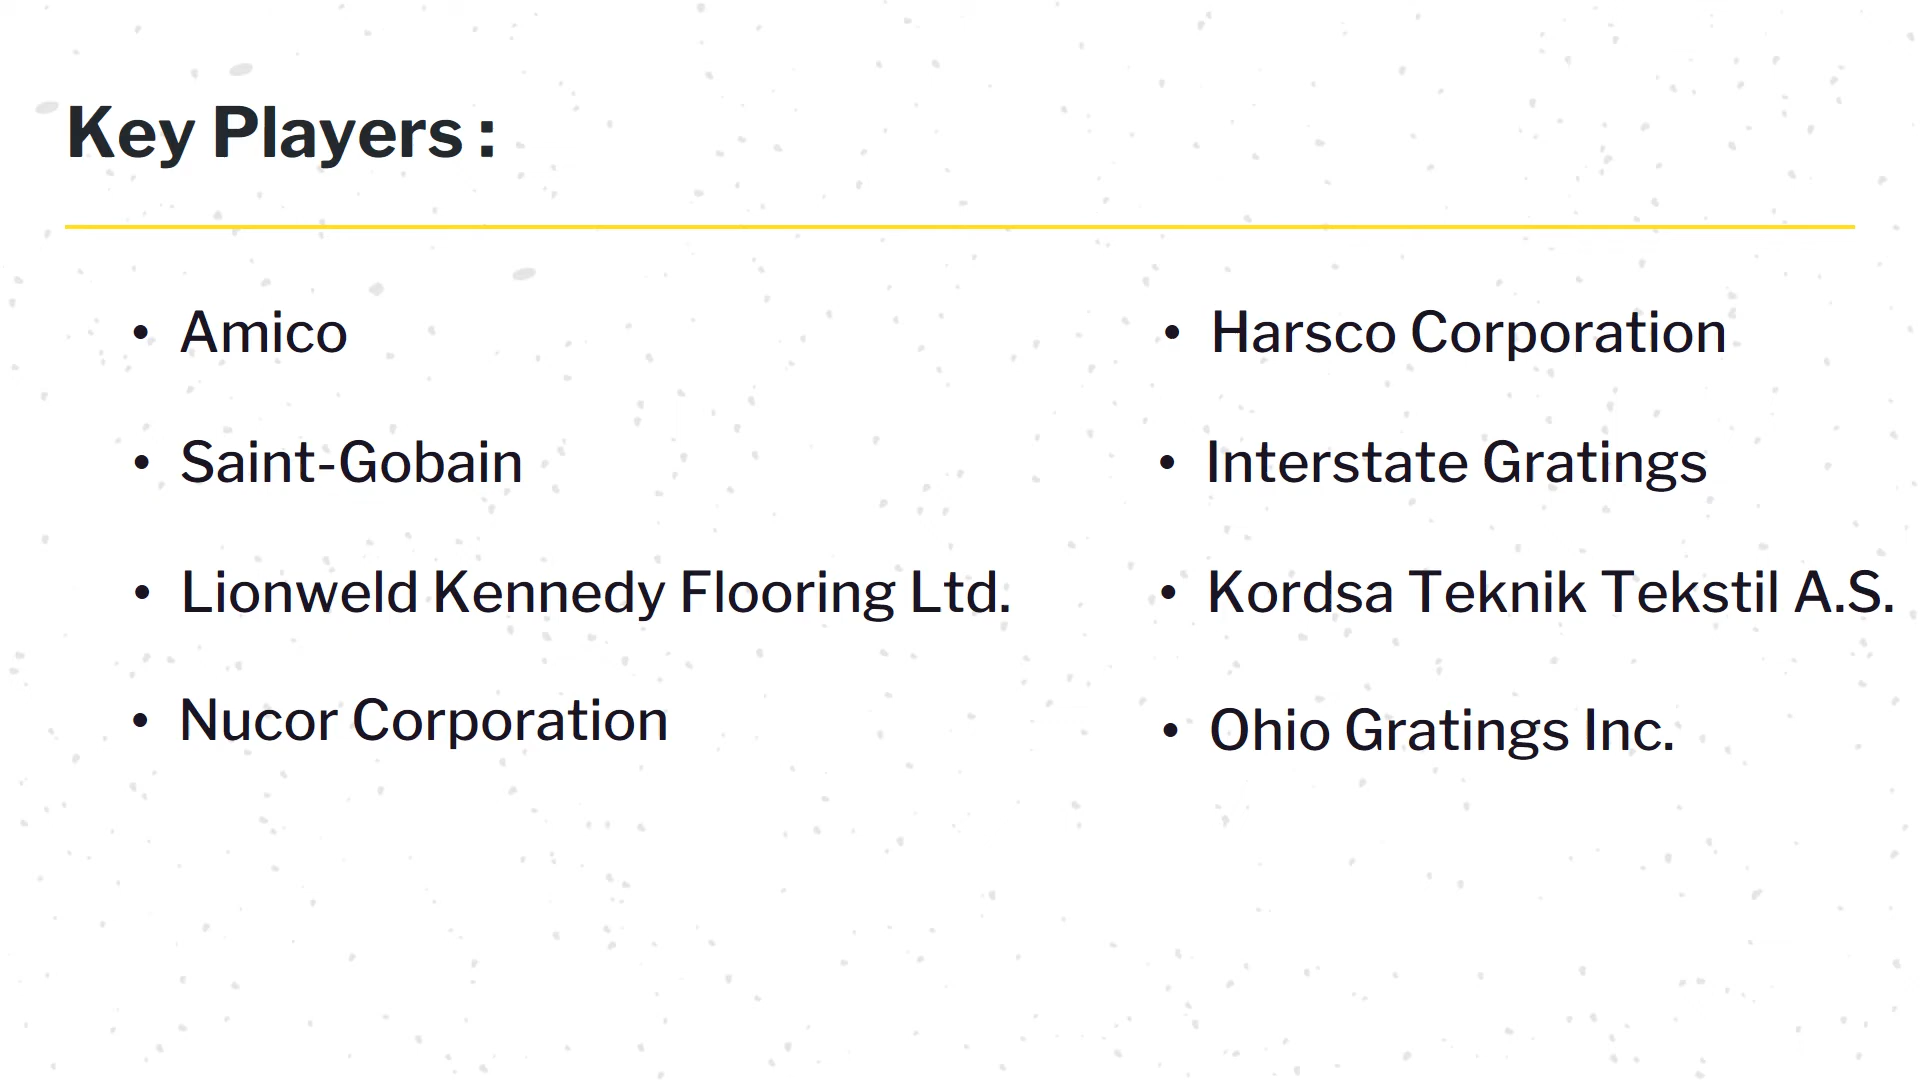 Key Players :
• Amico
• Saint-Gobain
• Lionweld Kennedy Flooring Ltd.
• Nucor Corporation
• Harsco Corporation
• Interstate Gratings
• Kordsa Teknik Tekstil A.S.
• Ohio Gratings Inc.